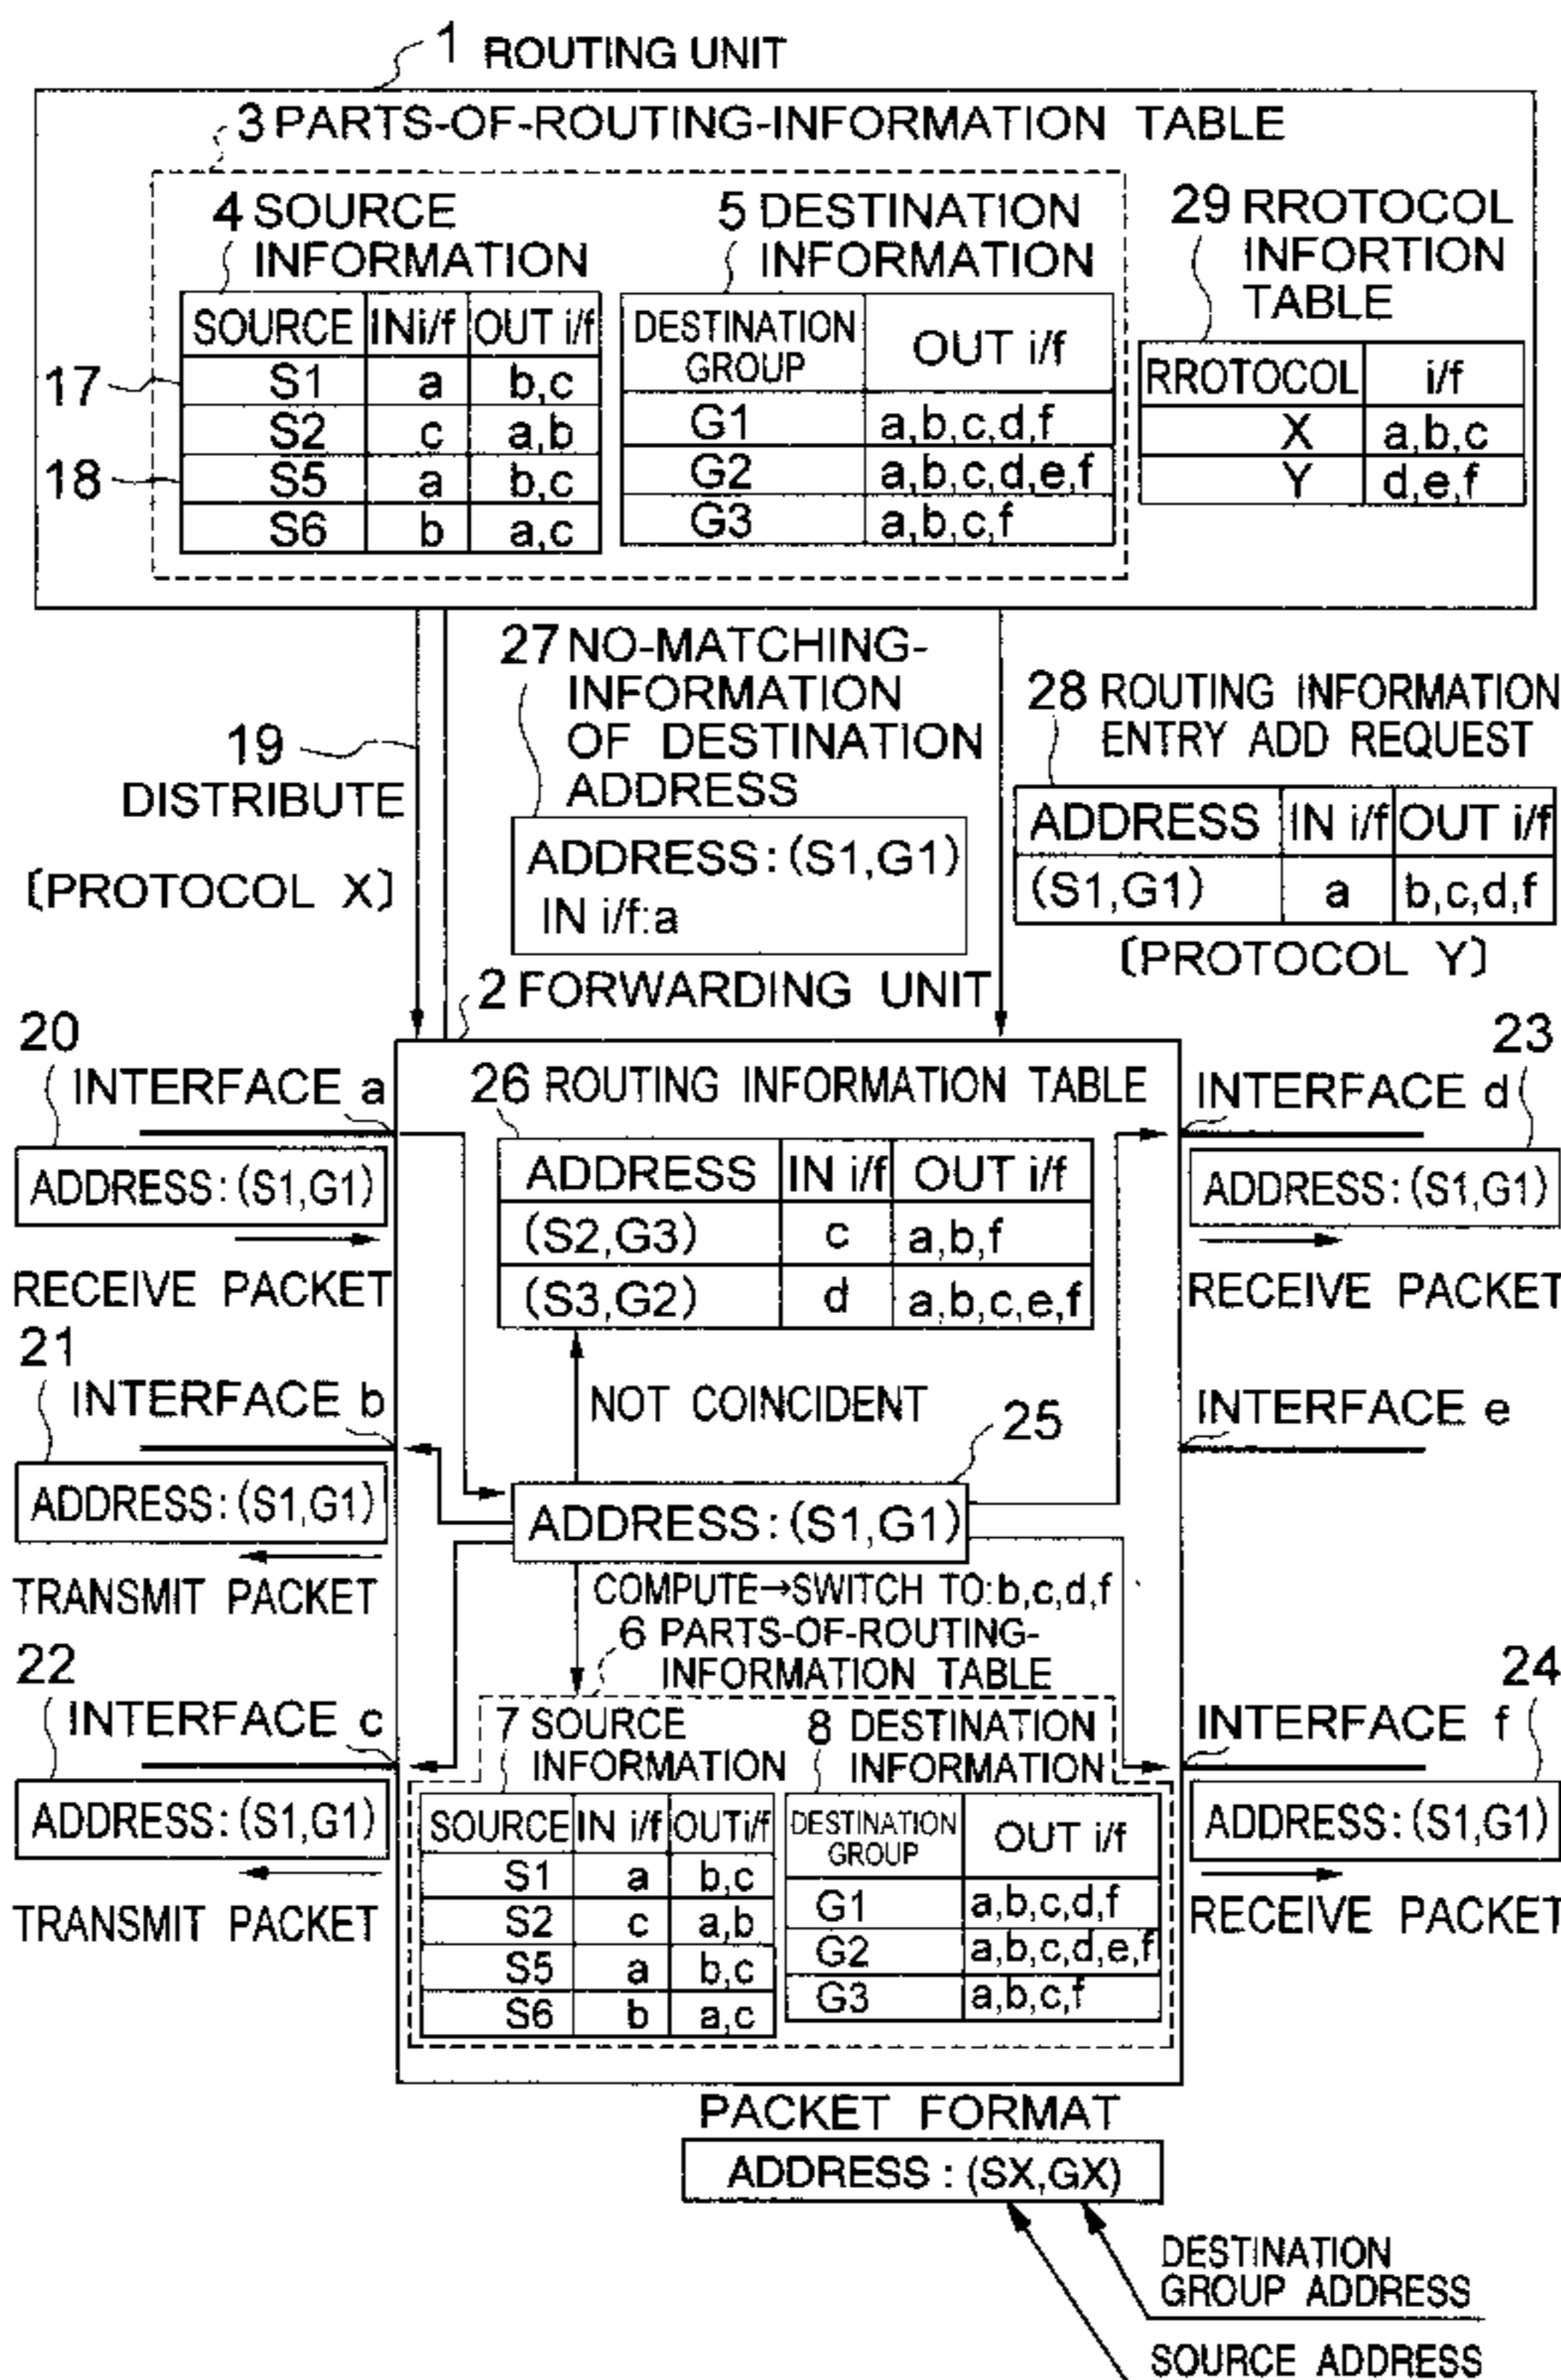 1 ROUTING UNIT
3 PARTS-OF-ROUTING-INFORMATION TABLE
4 SOURCE INFORMATION
SOURCE INi/f OUT i/f
17
S1 a b,c
S2 c a,b
18
S5 a b,c
S6 b a,c
5 DESTINATION INFORMATION
DESTINATION GROUP OUT i/f
G1 a,b,c,d,f
G2 a,b,c,d,e,f
G3 a,b,c,f
29 RROTOCOL
INFORTION
TABLE
RROTOCOL i/f
X a,b,c
Y d,e,f
19
DISTRIBUTE
[PROTOCOL X]
27 NO-MATCHING-
INFORMATION
OF DESTINATION
ADDRESS
ADDRESS:(S1,G1)
IN i/f:a
28 ROUTING INFORMATION
ENTRY ADD REQUEST
ADDRESS IN i/f OUT i/f
(S1,G1) a b,c,d,f
[PROTOCOL Y]
2 FORWARDING UNIT
20
INTERFACE a
ADDRESS:(S1,G1)
RECEIVE PACKET
21
INTERFACE b
ADDRESS:(S1,G1)
TRANSMIT PACKET
22
INTERFACE c
ADDRESS:(S1,G1)
TRANSMIT PACKET
26 ROUTING INFORMATION TABLE
ADDRESS IN i/f OUT i/f
(S2,G3) c a,b,f
(S3,G2) d a,b,c,e,f
NOT COINCIDENT
25
ADDRESS:(S1,G1)
COMPUTE→SWITCH TO:b,c,d,f
6 PARTS-OF-ROUTING-
INFORMATION TABLE
7 SOURCE
INFORMATION
SOURCE IN i/f OUTi/f
S1 a b,c
S2 c a,b
S5 a b,c
S6 b a,c
8 DESTINATION
INFORMATION
DESTINATION GROUP OUT i/f
G1 a,b,c,d,f
G2 a,b,c,d,e,f
G3 a,b,c,f
23
INTERFACE d
ADDRESS:(S1,G1)
RECEIVE PACKET
INTERFACE e
24
INTERFACE f
ADDRESS:(S1,G1)
RECEIVE PACKET
PACKET FORMAT
ADDRESS : (SX,GX)
DESTINATION
GROUP ADDRESS
SOURCE ADDRESS